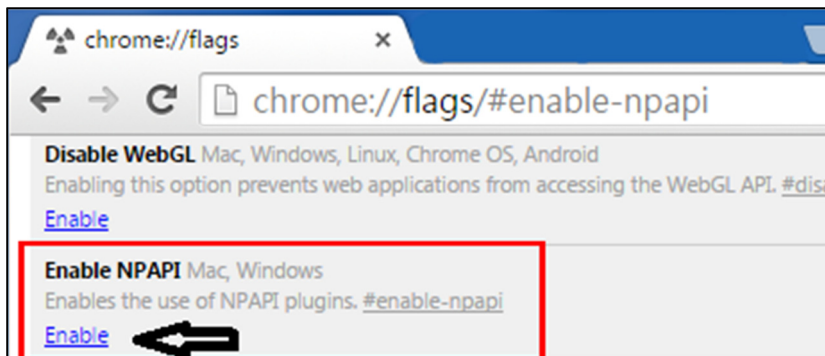 chrome://flags
chrome://flags/#enable-npapi
Disable WebGL Mac, Windows, Linux, Chrome OS, Android
Enabling this option prevents web applications from accessing the WebGL API.
Enable
Enable NPAPI Mac, Windows
Enables the use of NPAPI plugins. #enable-npapi
Enable